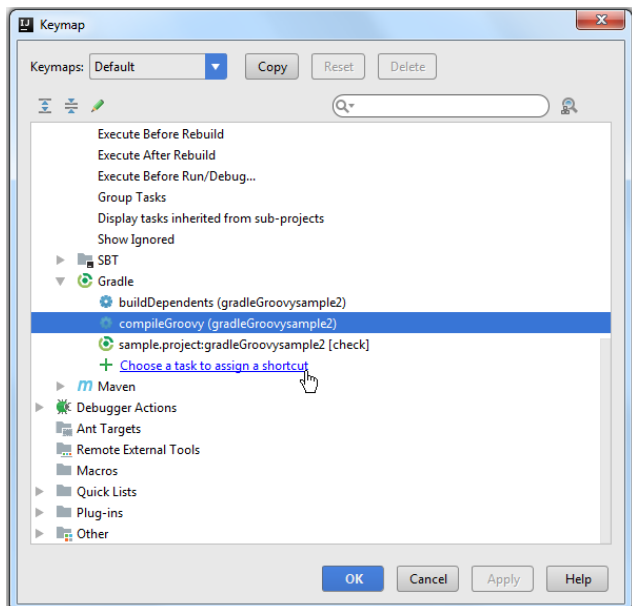 Keymap
Keymaps: Default Copy Reset Delete
Execute Before Rebuild
Execute After Rebuild
Execute Before Run/Debug...
Group Tasks
Display tasks inherited from sub-projects
Show Ignored
SBT
Gradle
buildDependents (gradleGroovysample2)
compileGroovy (gradleGroovysample2)
sample.project:gradleGroovysample2 [check]
Choose a task to assign a shortcut
Maven
Debugger Actions
Ant Targets
Remote External Tools
Macros
Quick Lists
Plug-ins
Other
OK Cancel Apply Help